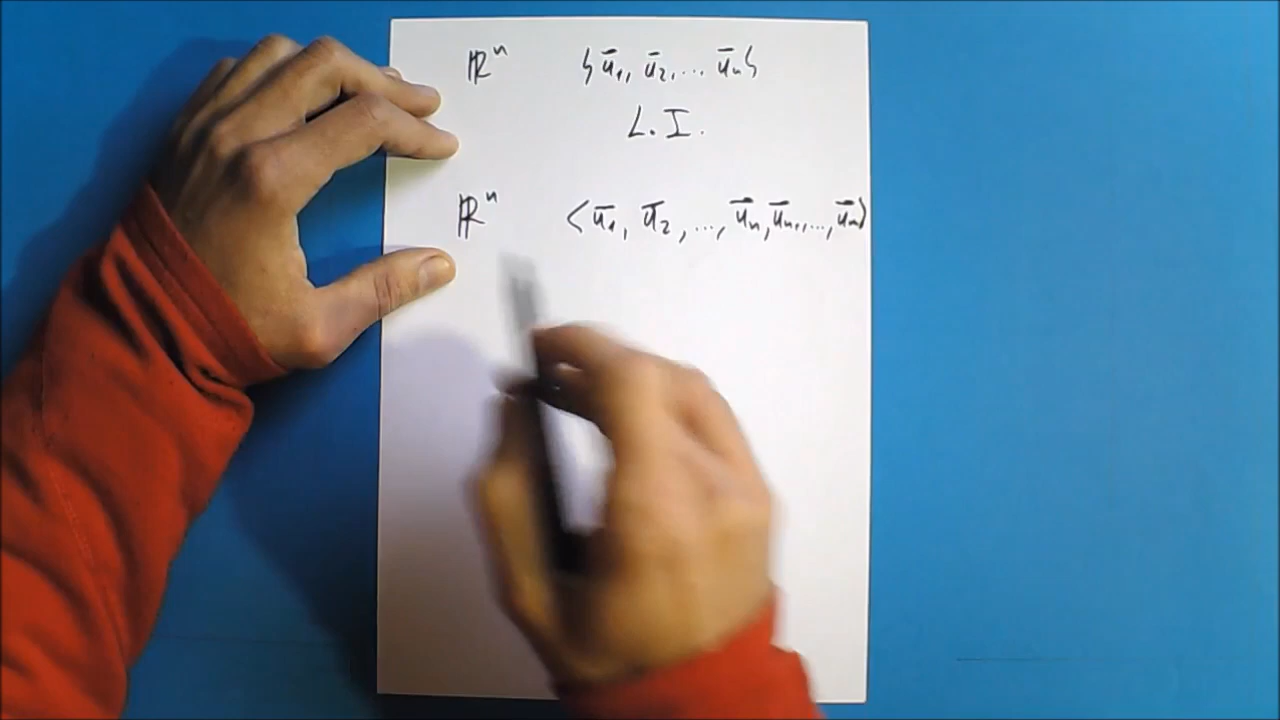 ℝⁿ {ū₁, ū₂, ... ūₙ}
L.I.
ℝⁿ ⟨ū₁, ū₂, ..., ūₙ, ūₙ₊₁, ..., ūₘ⟩